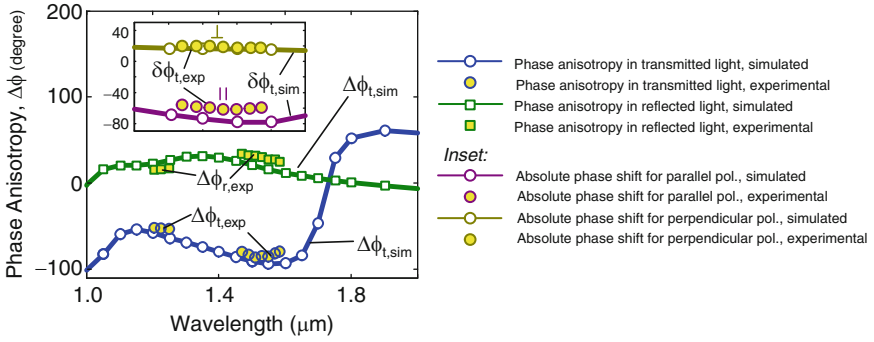 Phase Anisotropy, Δϕ (degree)
200
100
0
−100
1.0
1.4
1.8
Wavelength (μm)
40
0
−40
−80
⊥
δϕt,exp
δϕt,sim
||
Δϕt,sim
Δϕr,exp
Δϕt,exp
Δϕt,sim
Phase anisotropy in transmitted light, simulated
Phase anisotropy in transmitted light, experimental
Phase anisotropy in reflected light, simulated
Phase anisotropy in reflected light, experimental
Inset:
Absolute phase shift for parallel pol., simulated
Absolute phase shift for parallel pol., experimental
Absolute phase shift for perpendicular pol., simulated
Absolute phase shift for perpendicular pol., experimental